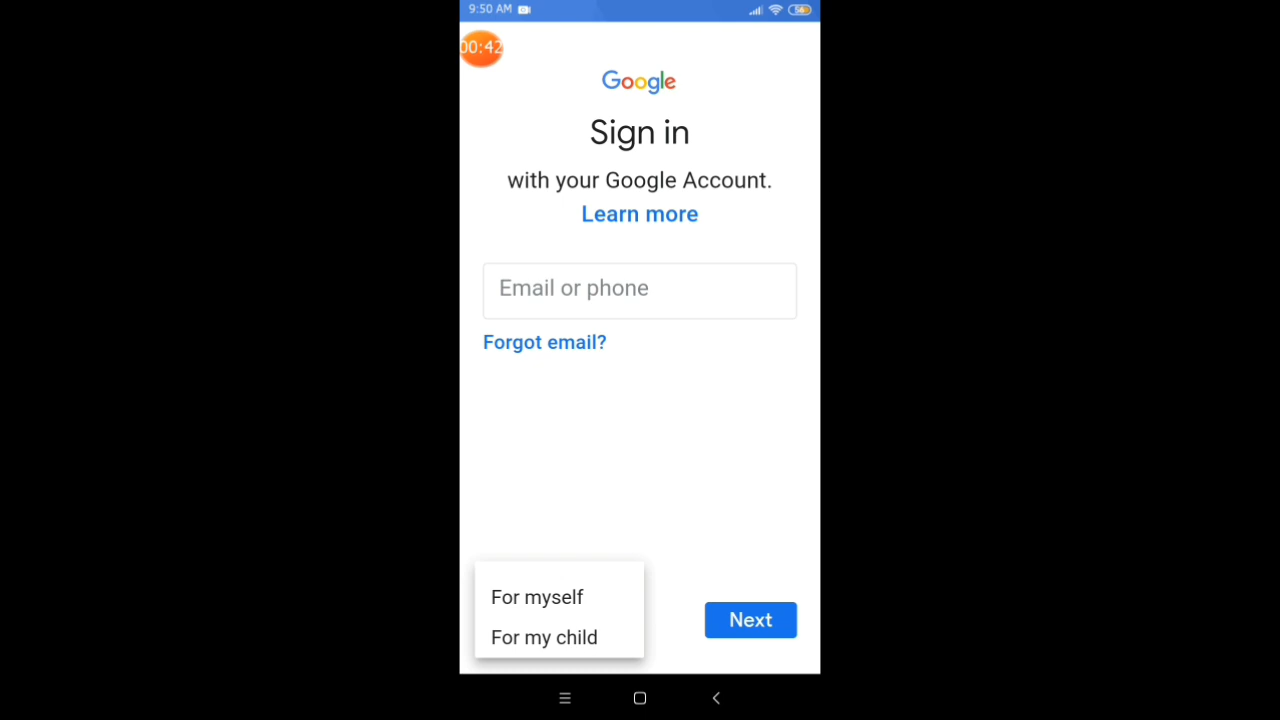 9:50 AM
00:42
Google
Sign in
with your Google Account.
Learn more
Email or phone
Forgot email?
For myself
For my child
Next